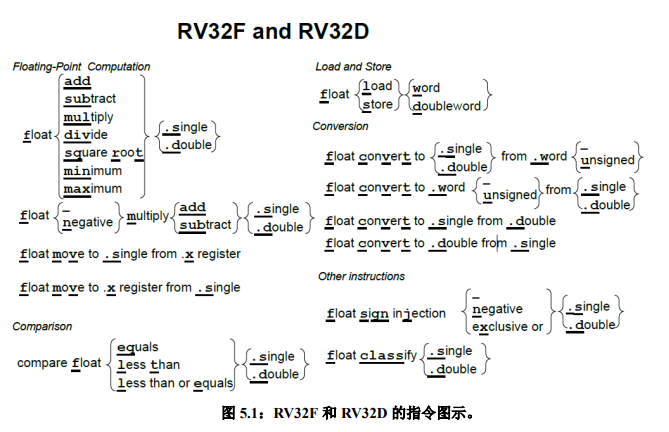 RV32F and RV32D
Floating-Point Computation
float
add
subtract
multiply
divide
square root
minimum
maximum
.single
.double
float
–
negative
multiply
add
subtract
.single
.double
float move to .single from .x register
float move to .x register from .single
Comparison
compare float
equals
less than
less than or equals
.single
.double
Load and Store
float
load
store
word
doubleword
Conversion
float convert to
.single
.double
from .word
–
unsigned
float convert to .word
–
unsigned
from
.single
.double
float convert to .single from .double
float convert to .double from .single
Other instructions
float sign injection
–
negative
exclusive or
.single
.double
float classify
.single
.double
图 5.1：RV32F 和 RV32D 的指令图示。